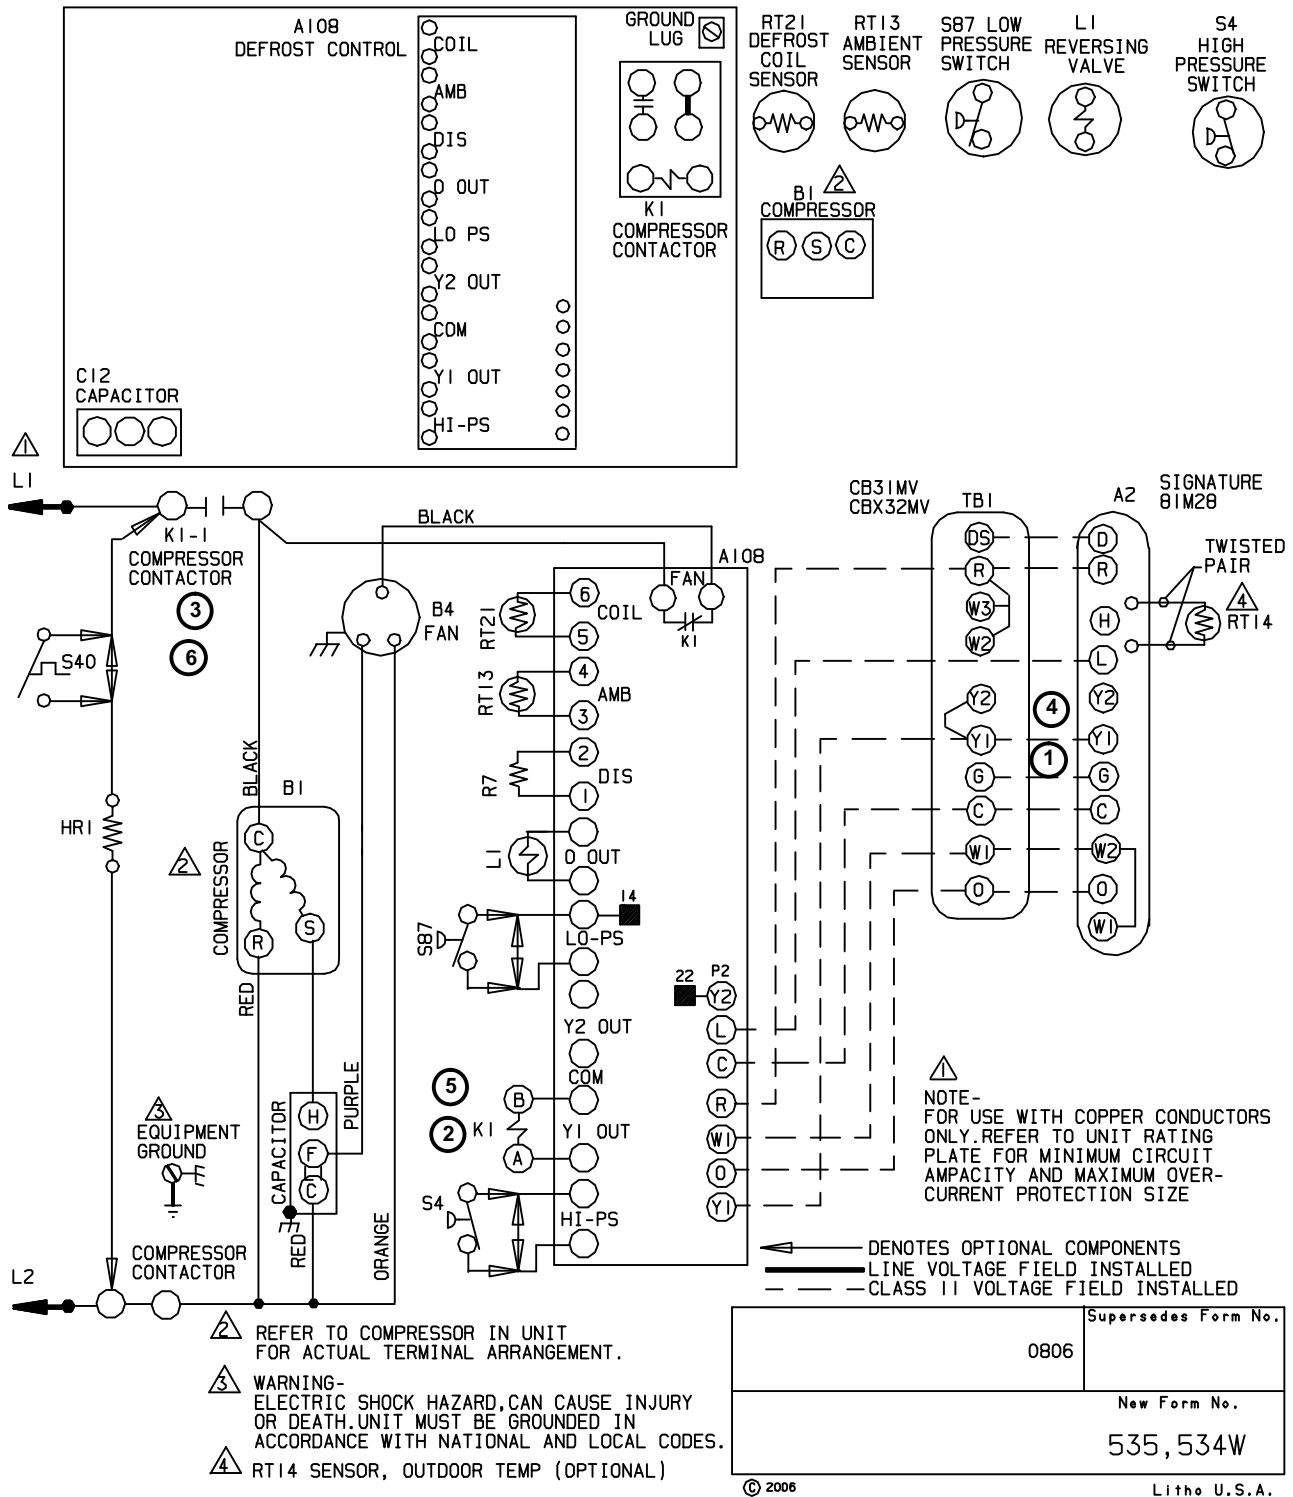 A108
DEFROST CONTROL
COIL
AMB
DIS
O OUT
LO PS
Y2 OUT
COM
Y1 OUT
HI-PS
GROUND
LUG
K1
COMPRESSOR
CONTACTOR
C12
CAPACITOR
RT21
DEFROST
COIL
SENSOR
RT13
AMBIENT
SENSOR
S87 LOW
PRESSURE
SWITCH
L1
REVERSING
VALVE
S4
HIGH
PRESSURE
SWITCH
B1
2
COMPRESSOR
R S C
1
L1
K1-1
COMPRESSOR
CONTACTOR
3
6
S40
HR1
BLACK
B4
FAN
BLACK
B1
2
COMPRESSOR
C
R
S
RED
PURPLE
CAPACITOR
H
F
C
RED
ORANGE
3
EQUIPMENT
GROUND
COMPRESSOR
CONTACTOR
L2
A108
FAN
K1
RT21
6
COIL
5
RT13
4
AMB
3
R7
2
DIS
1
L1
O OUT
S87
14
LO-PS
Y2 OUT
COM
5
2
K1
B
A
Y1 OUT
S4
HI-PS
22
P2
Y2
L
C
R
W1
O
Y1
CB31MV
CBX32MV
TB1
DS
R
W3
W2
Y2
Y1
G
C
W1
O
4
1
A2
SIGNATURE
81M28
D
R
H
L
Y2
Y1
G
C
W2
O
W1
TWISTED
PAIR
4
RT14
1
NOTE-
FOR USE WITH COPPER CONDUCTORS
ONLY.REFER TO UNIT RATING
PLATE FOR MINIMUM CIRCUIT
AMPACITY AND MAXIMUM OVER-
CURRENT PROTECTION SIZE
DENOTES OPTIONAL COMPONENTS
LINE VOLTAGE FIELD INSTALLED
CLASS 11 VOLTAGE FIELD INSTALLED
2 REFER TO COMPRESSOR IN UNIT
FOR ACTUAL TERMINAL ARRANGEMENT.
3 WARNING-
ELECTRIC SHOCK HAZARD,CAN CAUSE INJURY
OR DEATH.UNIT MUST BE GROUNDED IN
ACCORDANCE WITH NATIONAL AND LOCAL CODES.
4 RT14 SENSOR, OUTDOOR TEMP (OPTIONAL)
Supersedes Form No.
0806
New Form No.
535,534W
© 2006
Litho U.S.A.